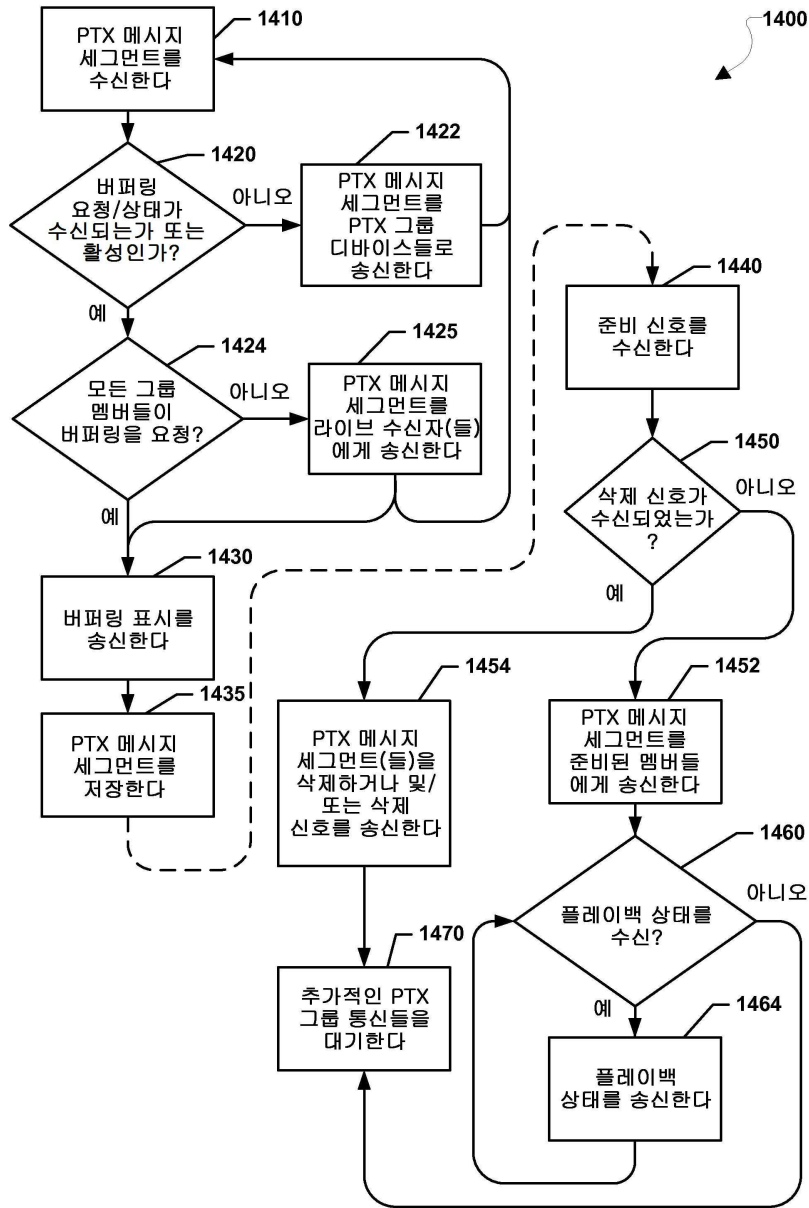 1400
1410
PTX 메시지
세그먼트를
수신한다
1420
버퍼링
요청/상태가
수신되는가 또는
활성인가?
아니오
예
1422
PTX 메시지
세그먼트를
PTX 그룹
디바이스들로
송신한다
1424
모든 그룹
멤버들이
버퍼링을 요청?
아니오
예
1425
PTX 메시지
세그먼트를
라이브 수신자(들)
에게 송신한다
1430
버퍼링 표시를
송신한다
1435
PTX 메시지
세그먼트를
저장한다
1440
준비 신호를
수신한다
1450
삭제 신호가
수신되었는가
?
아니오
예
1454
PTX 메시지
세그먼트(들)을
삭제하거나 및/
또는 삭제
신호를 송신한다
1452
PTX 메시지
세그먼트를
준비된 멤버들
에게 송신한다
1460
플레이백 상태를
수신?
아니오
예
1464
플레이백
상태를 송신한다
1470
추가적인 PTX
그룹 통신들을
대기한다